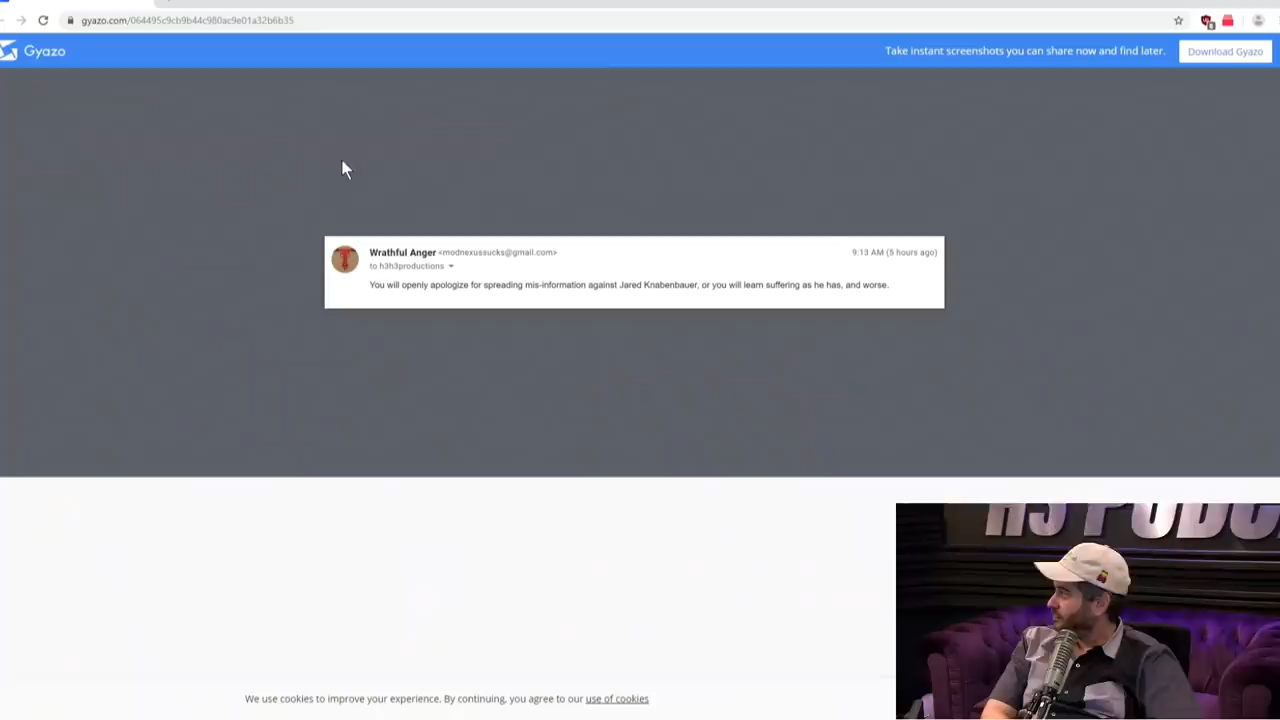 gyazo.com/064495c9cb9b44c980ac9e01a32b6b35
Gyazo
Take instant screenshots you can share now and find later.
Download Gyazo
Wrathful Anger <modnexussucks@gmail.com>
9:13 AM (5 hours ago)
to h3h3productions
You will openly apologize for spreading mis-information against Jared Knabenbauer, or you will learn suffering as he has, and worse.
H3 PODC
We use cookies to improve your experience. By continuing, you agree to our use of cookies